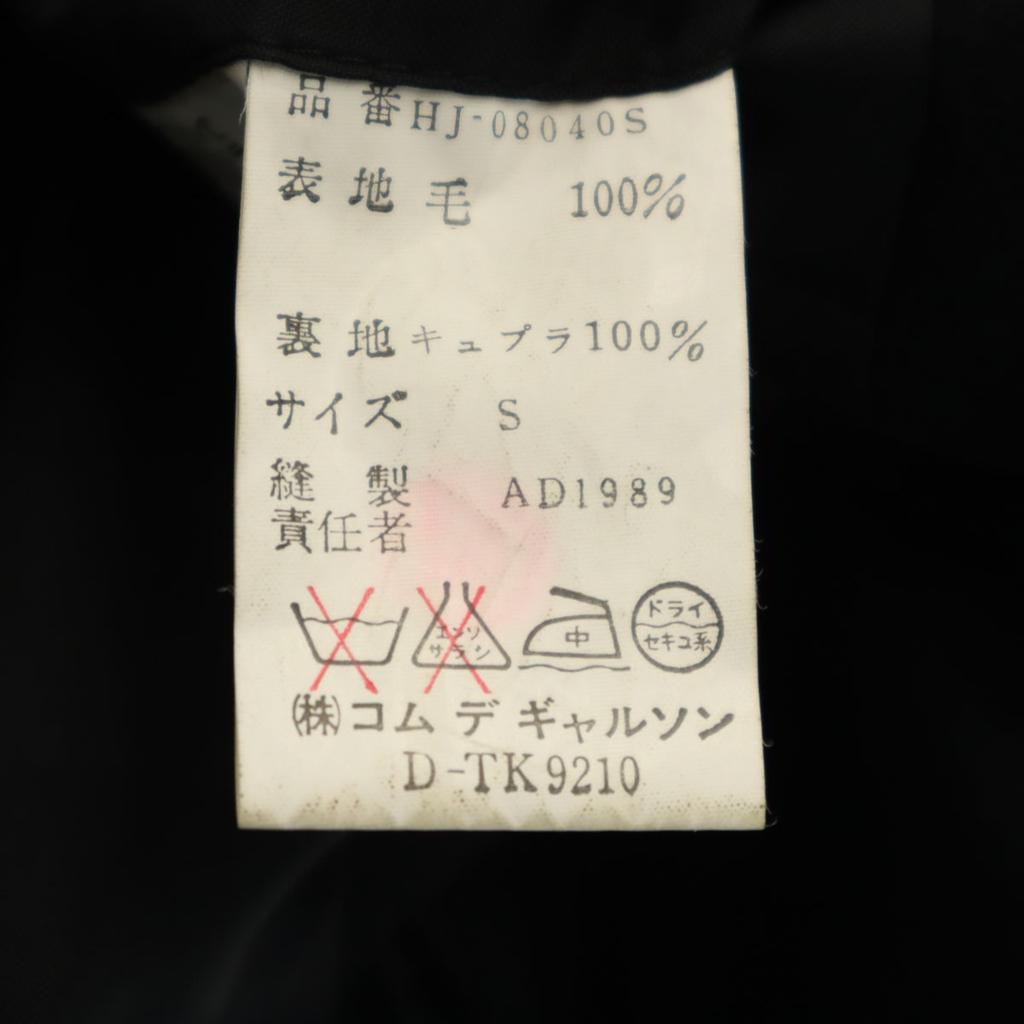 品番HJ-08040S
表地 毛 100%
裏地キュプラ100%
サイズ S
縫製 AD1989
責任者
エンソ
サラシ
中
ドライ
セキユ系
㈱コムデギャルソン
D-TK9210